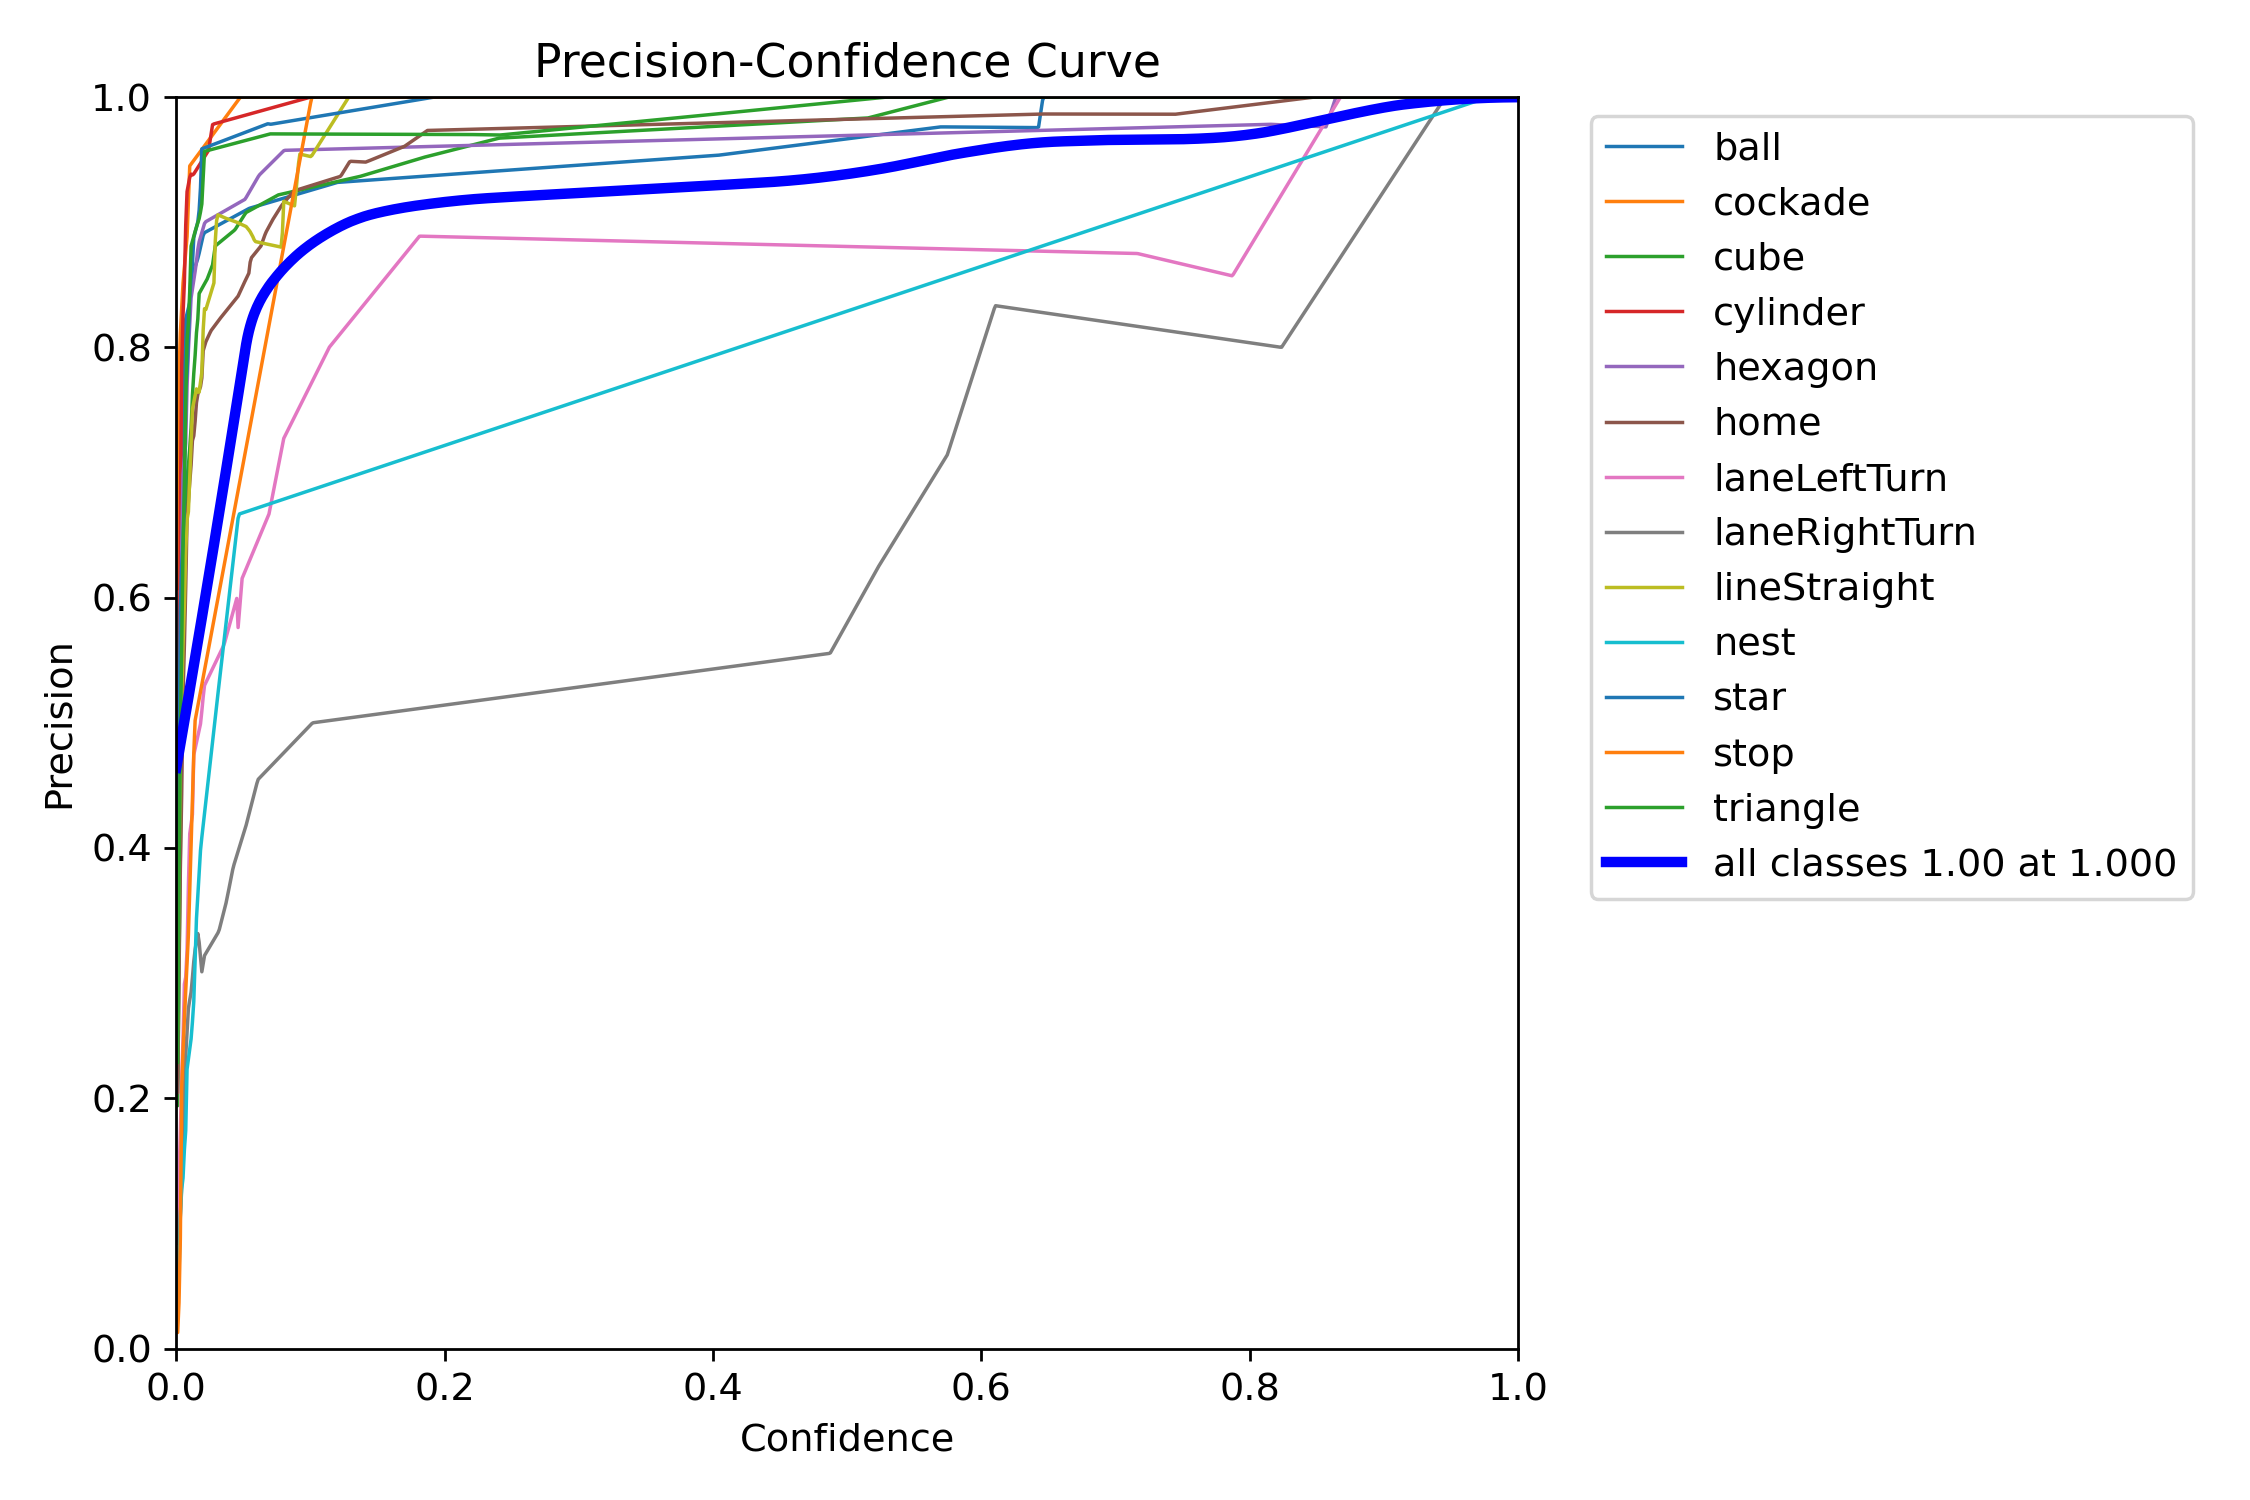 Precision-Confidence Curve
1.0
0.8
0.6
0.4
0.2
0.0
Precision
0.0 0.2 0.4 0.6 0.8 1.0
Confidence
ball
cockade
cube
cylinder
hexagon
home
laneLeftTurn
laneRightTurn
lineStraight
nest
star
stop
triangle
all classes 1.00 at 1.000